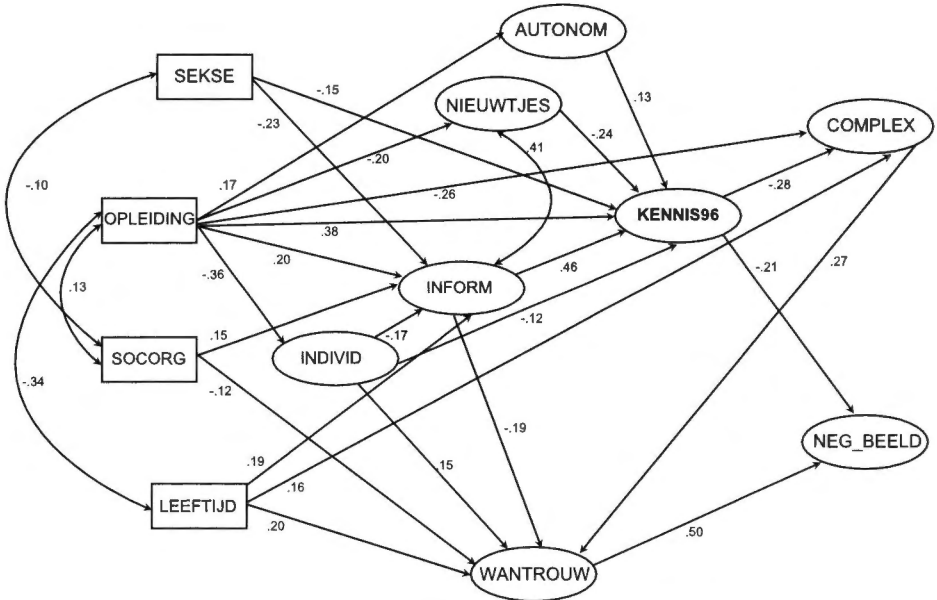 AUTONOM
SEKSE
-.15
NIEUWTJES
.13
COMPLEX
-.23
-.24
-.20
.41
-.10
.17
-.26
-.28
OPLEIDING
.38
KENNIS96
.20
.46
-.21
.27
-.36
INFORM
.13
-.12
.15
-.17
SOCORG
INDIVID
-.34
-.12
-.19
NEG_BEELD
.19
.15
.16
LEEFTIJD
.20
.50
WANTROUW